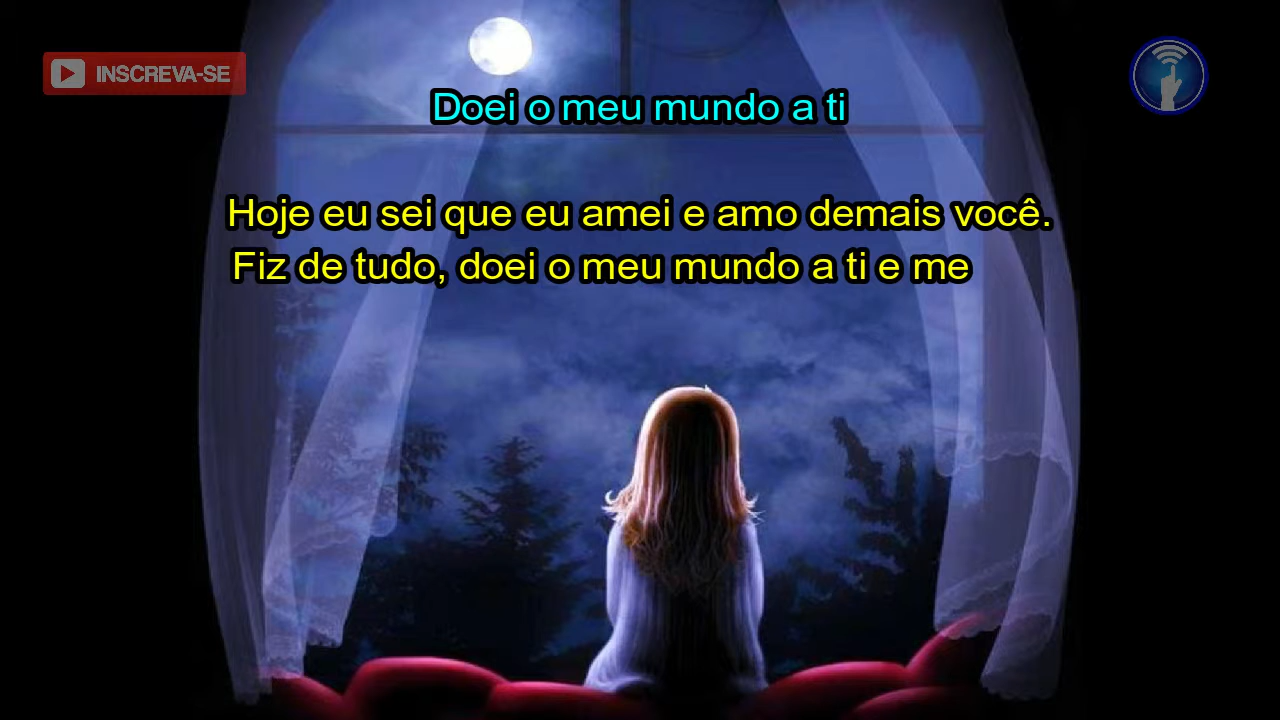 INSCREVA-SE
Doei o meu mundo a ti
Hoje eu sei que eu amei e amo demais você.
Fiz de tudo, doei o meu mundo a ti e me